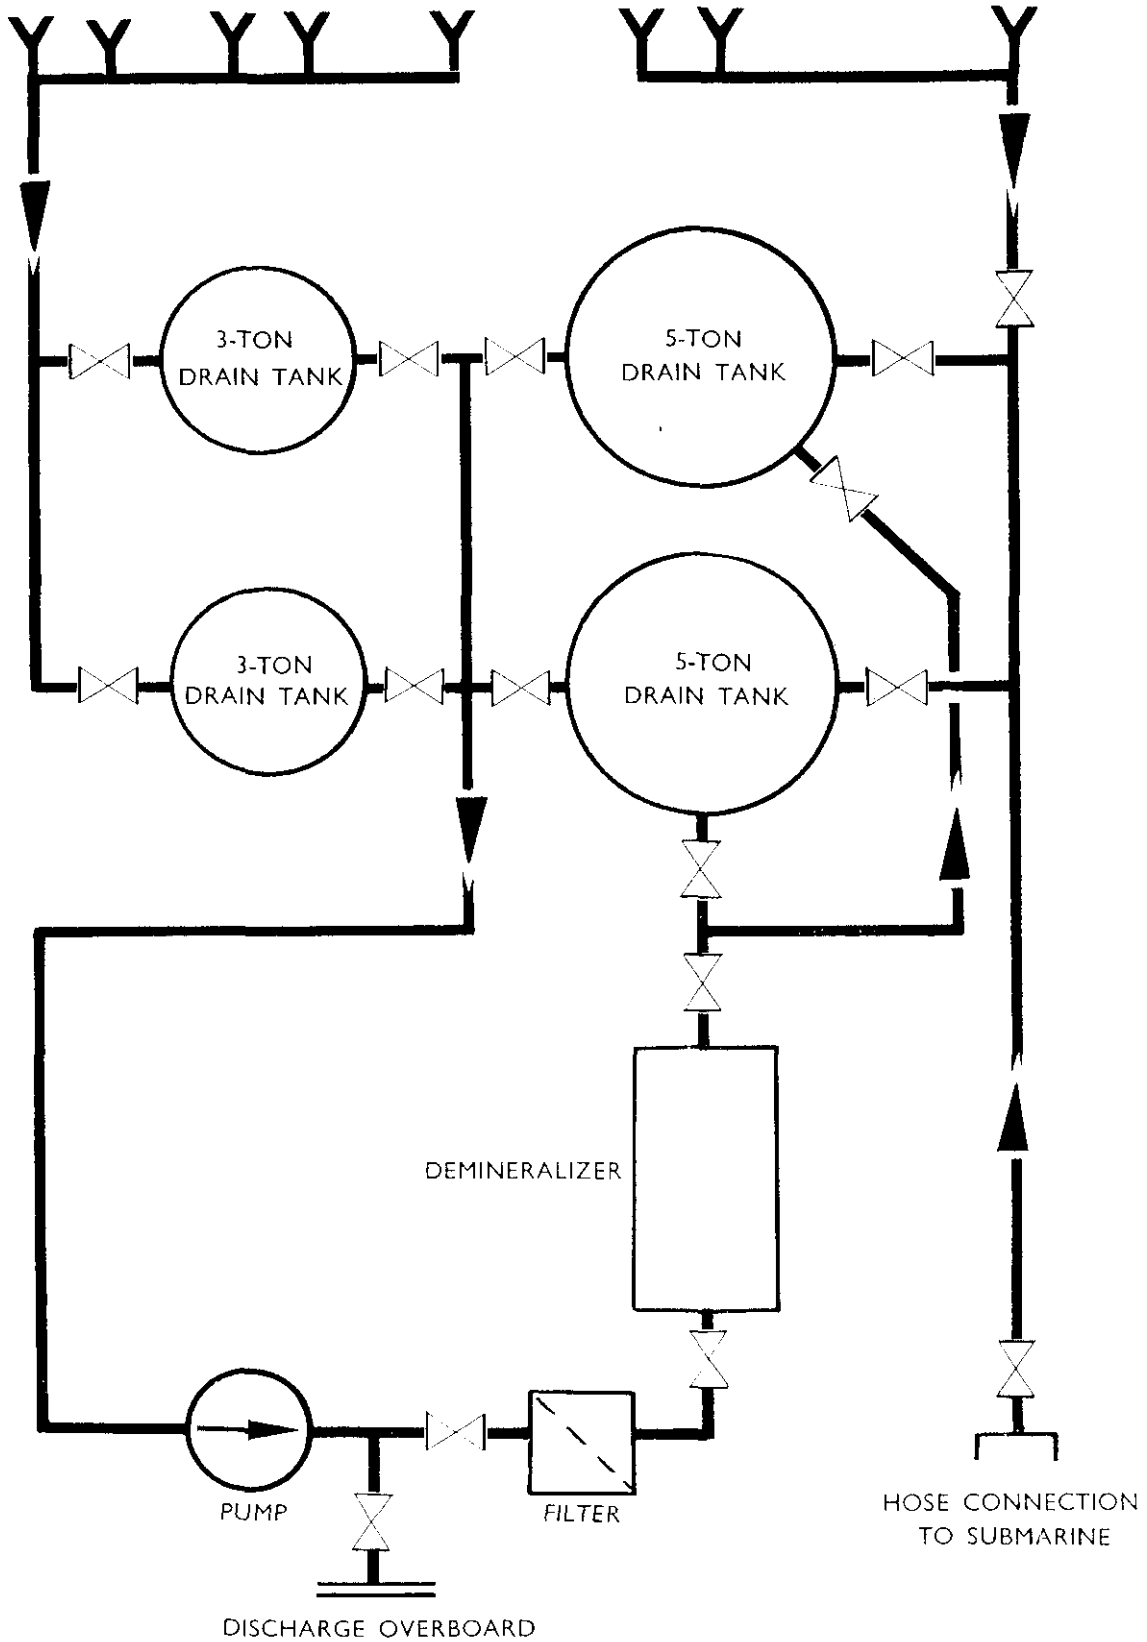 3-TON
DRAIN TANK
5-TON
DRAIN TANK
3-TON
DRAIN TANK
5-TON
DRAIN TANK
DEMINERALIZER
PUMP
FILTER
HOSE CONNECTION
TO SUBMARINE
DISCHARGE OVERBOARD